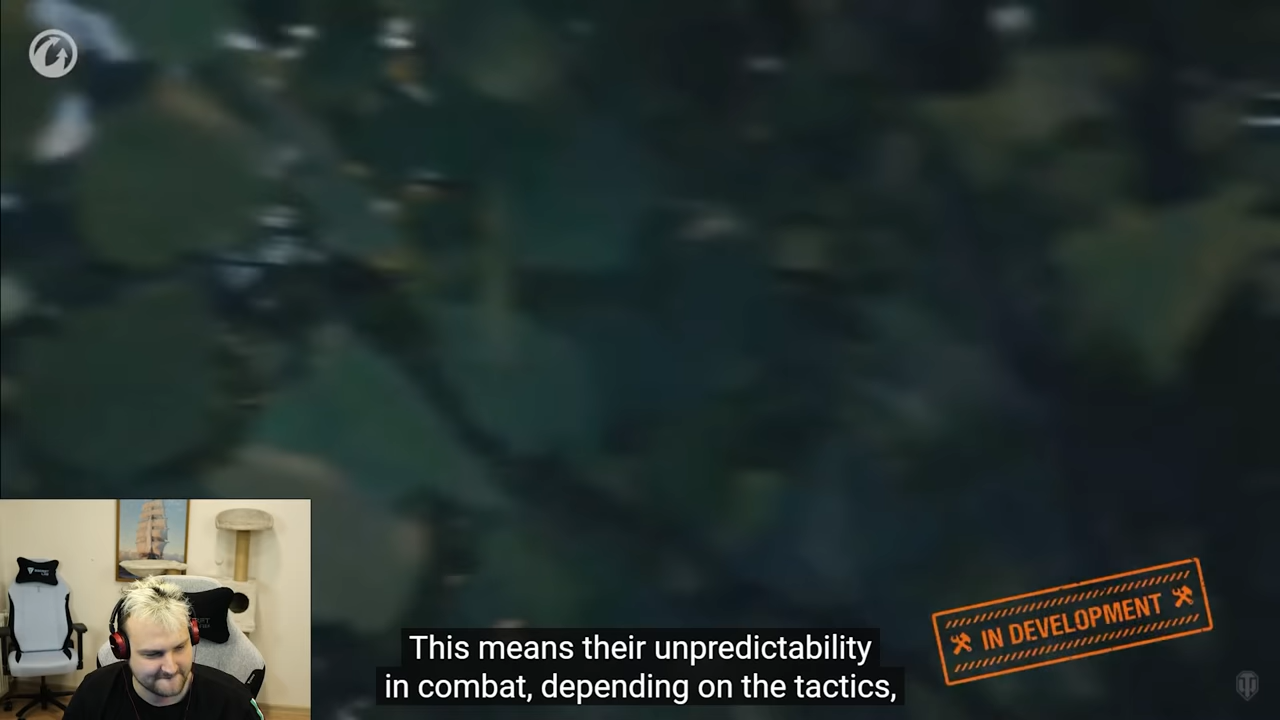 IN DEVELOPMENT
This means their unpredictability
in combat, depending on the tactics,